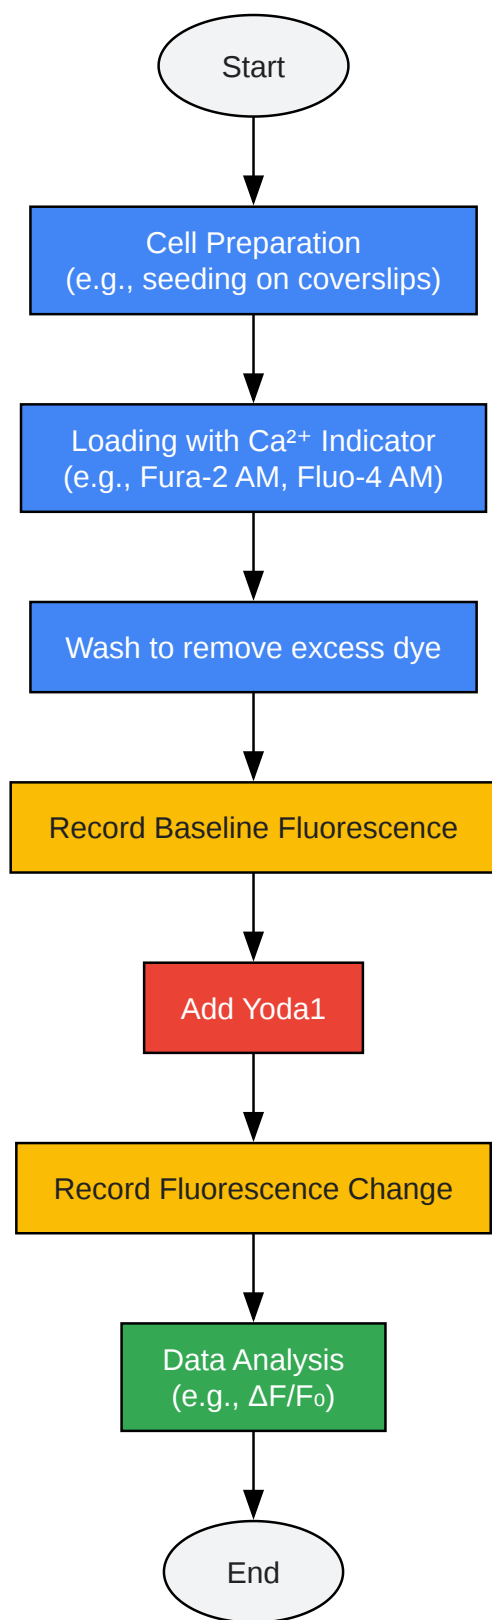 Start
Cell Preparation
(e.g., seeding on coverslips)
Loading with Ca²⁺ Indicator
(e.g., Fura-2 AM, Fluo-4 AM)
Wash to remove excess dye
Record Baseline Fluorescence
Add Yoda1
Record Fluorescence Change
Data Analysis
(e.g., ΔF/F₀)
End